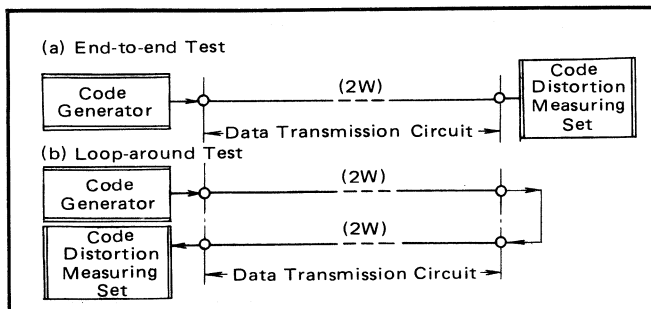 (a) End-to-end Test
Code
Generator
(2W)
Code
Distortion
Measuring
Set
Data Transmission Circuit
(b) Loop-around Test
Code
Generator
(2W)
Code
Distortion
Measuring
Set
(2W)
Data Transmission Circuit